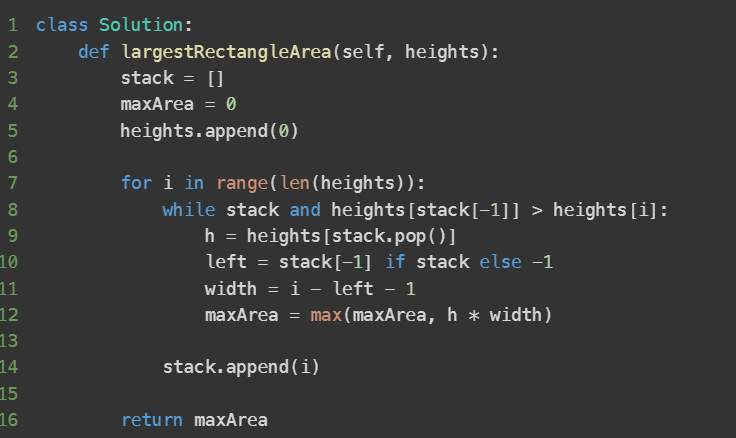 1 class Solution:
2     def largestRectangleArea(self, heights):
3         stack = []
4         maxArea = 0
5         heights.append(0)
6
7         for i in range(len(heights)):
8             while stack and heights[stack[-1]] > heights[i]:
9                 h = heights[stack.pop()]
10                 left = stack[-1] if stack else -1
11                 width = i - left - 1
12                 maxArea = max(maxArea, h * width)
13
14             stack.append(i)
15
16         return maxArea